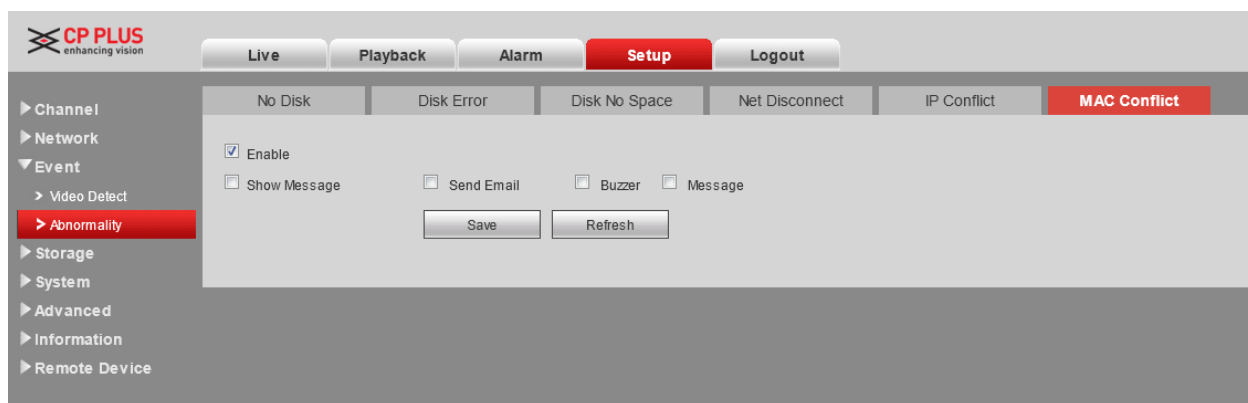 CP PLUS
enhancing vision
Live Playback Alarm Setup Logout
Channel
Network
Event
Video Detect
Abnormality
Storage
System
Advanced
Information
Remote Device
No Disk Disk Error Disk No Space Net Disconnect IP Conflict MAC Conflict
Enable
Show Message Send Email Buzzer Message
Save Refresh